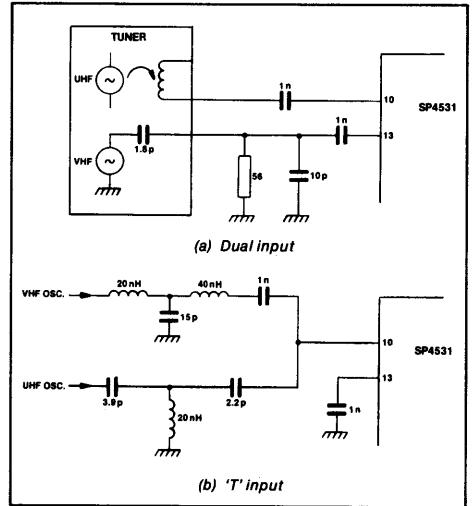 TUNER
UHF
1n
10
SP4531
1n
13
VHF
1.8p
56
10p
(a) Dual input
20nH
40nH
1n
VHF OSC.
15p
10
SP4531
UHF OSC.
13
3.9p
2.2p
1n
20nH
(b) 'T' input